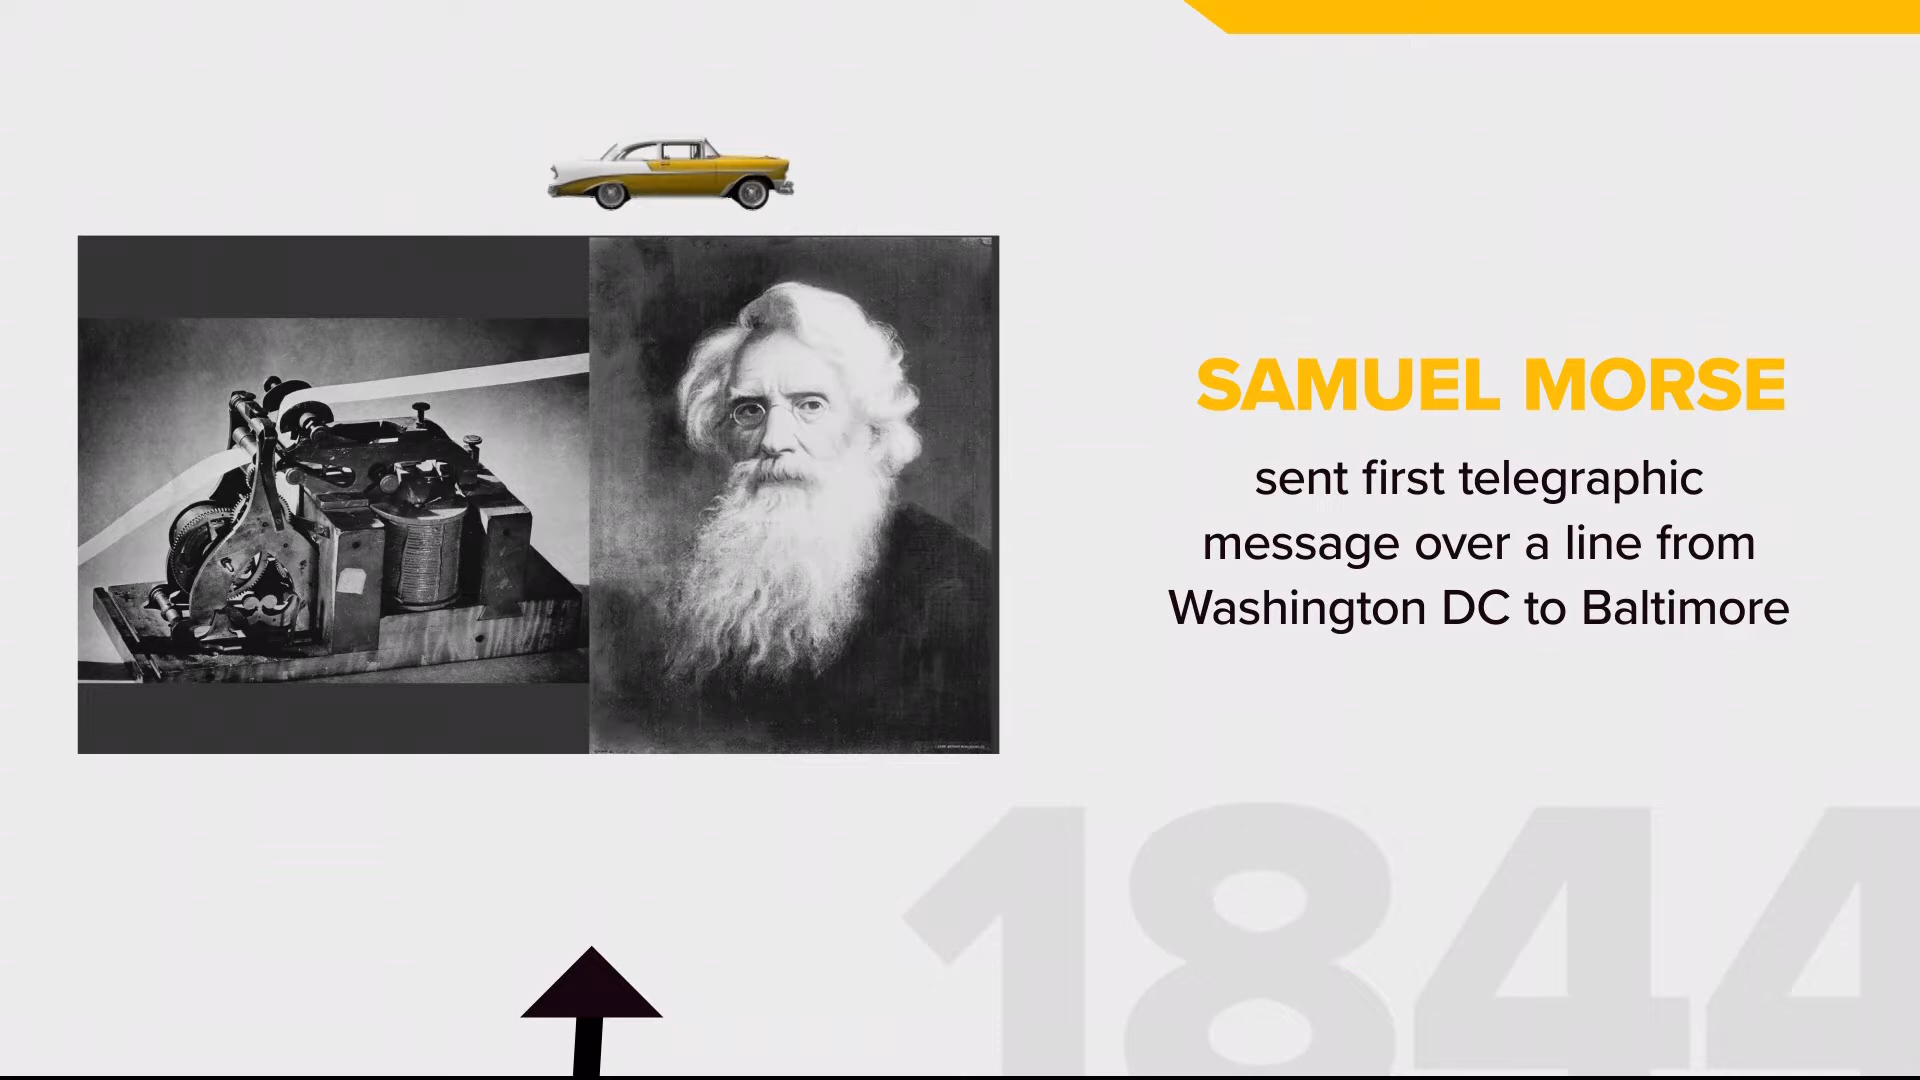 SAMUEL MORSE
sent first telegraphic
message over a line from
Washington DC to Baltimore
1844